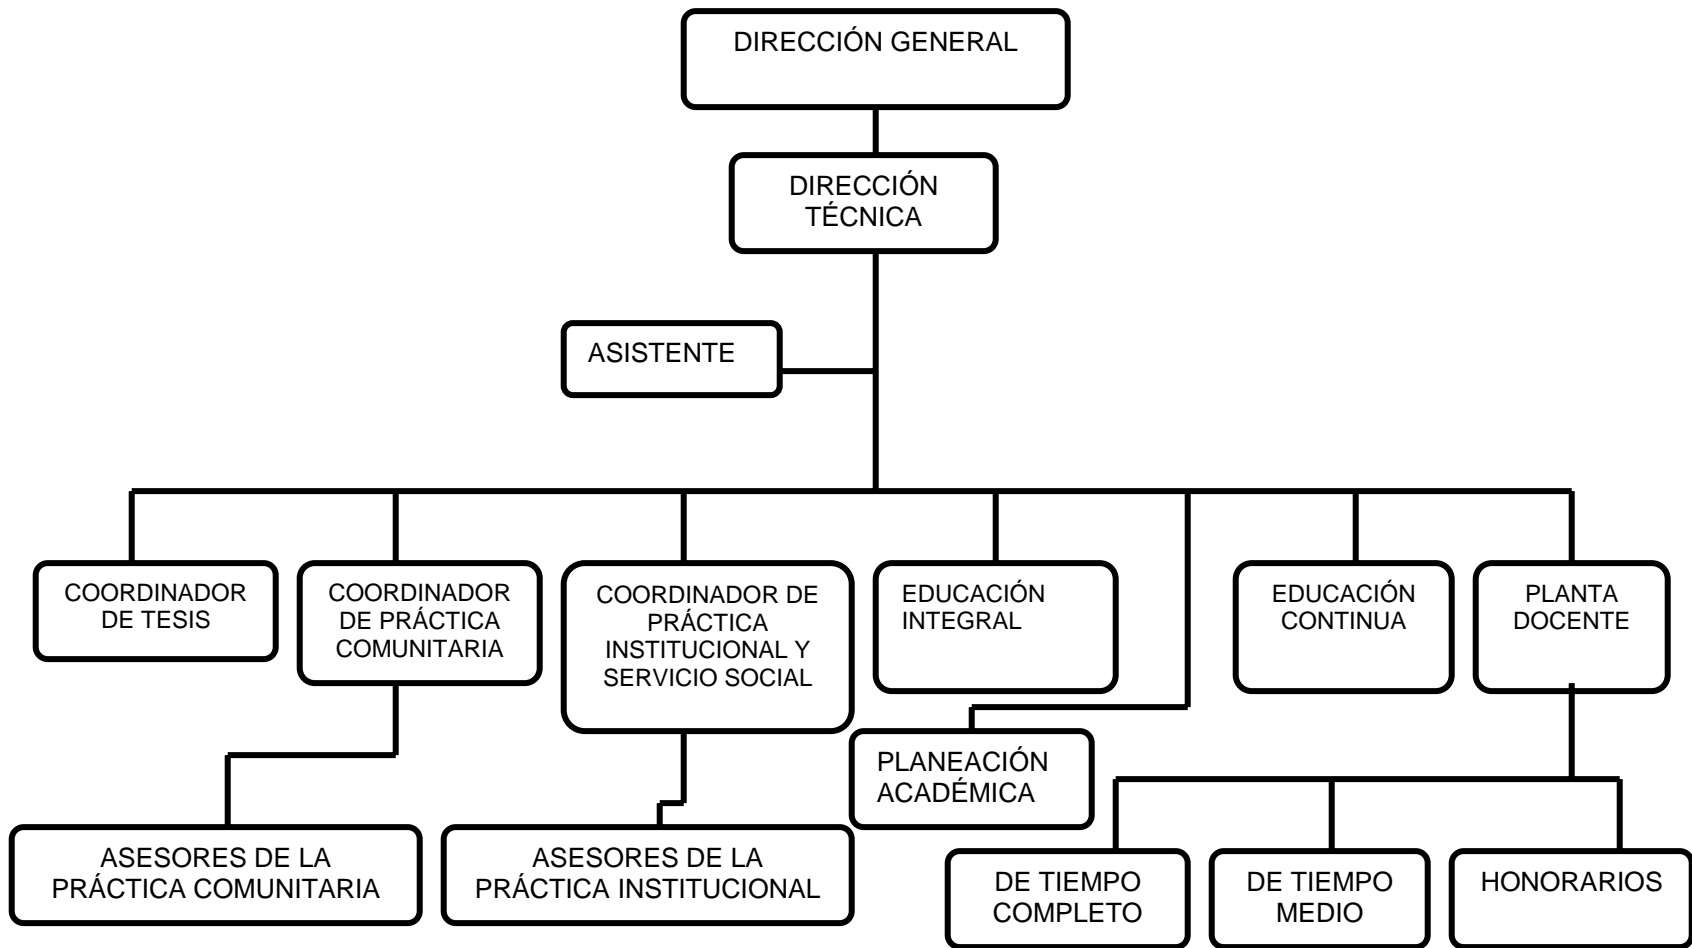 DIRECCIÓN GENERAL
DIRECCIÓN
TÉCNICA
ASISTENTE
COORDINADOR
DE TESIS
COORDINADOR
DE PRÁCTICA
COMUNITARIA
COORDINADOR DE
PRÁCTICA
INSTITUCIONAL Y
SERVICIO SOCIAL
EDUCACIÓN
INTEGRAL
EDUCACIÓN
CONTINUA
PLANTA
DOCENTE
PLANEACIÓN
ACADÉMICA
ASESORES DE LA
PRÁCTICA COMUNITARIA
ASESORES DE LA
PRÁCTICA INSTITUCIONAL
DE TIEMPO
COMPLETO
DE TIEMPO
MEDIO
HONORARIOS